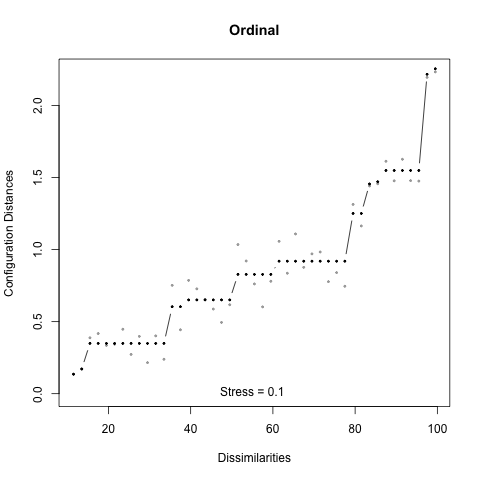 Ordinal
Configuration Distances
2.0
1.5
1.0
0.5
0.0
Stress = 0.1
20 40 60 80 100
Dissimilarities